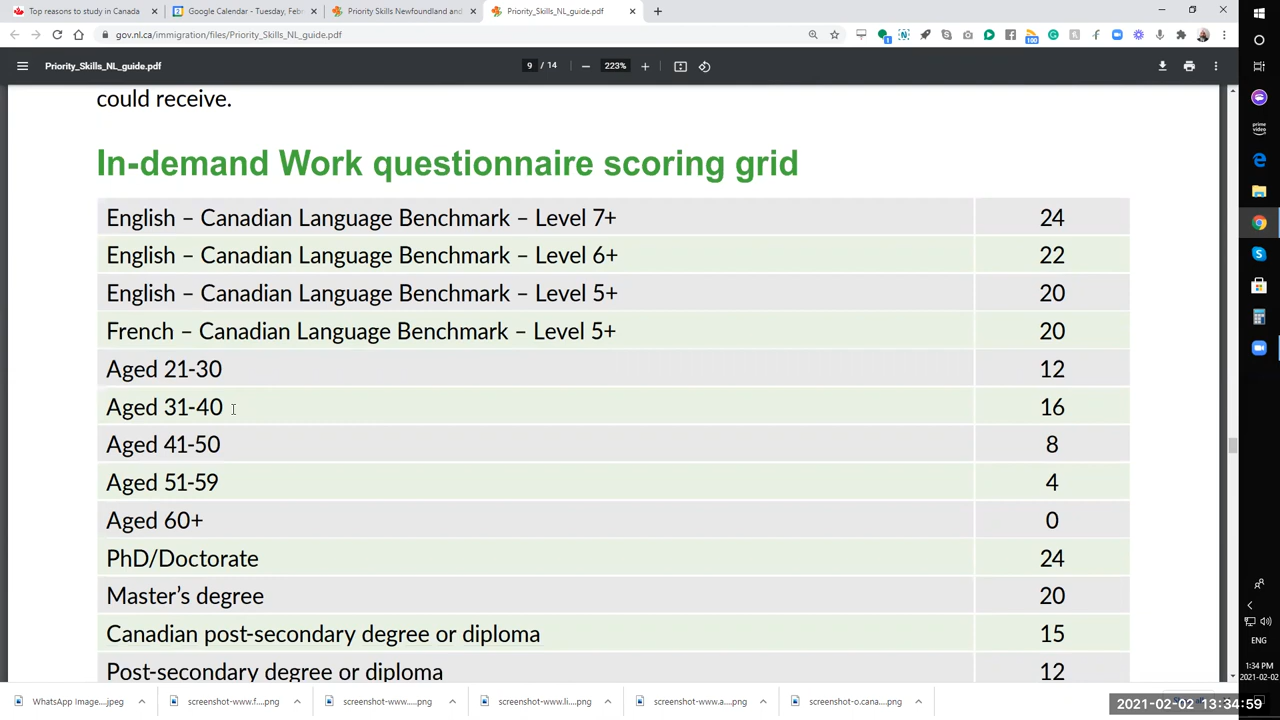 Top reasons to study in Canada
Google Calendar - Tuesday, Feb
Priority Skills Newfoundland and
Priority_Skills_NL_guide.pdf
gov.nl.ca/immigration/files/Priority_Skills_NL_guide.pdf
Priority_Skills_NL_guide.pdf
9 / 14
223%
could receive.
In-demand Work questionnaire scoring grid
English – Canadian Language Benchmark – Level 7+ 24
English – Canadian Language Benchmark – Level 6+ 22
English – Canadian Language Benchmark – Level 5+ 20
French – Canadian Language Benchmark – Level 5+ 20
Aged 21-30 12
Aged 31-40 16
Aged 41-50 8
Aged 51-59 4
Aged 60+ 0
PhD/Doctorate 24
Master’s degree 20
Canadian post-secondary degree or diploma 15
Post-secondary degree or diploma 12
WhatsApp Image....jpeg
screenshot-www.f....png
screenshot-www.....png
screenshot-www.li....png
screenshot-www.a....png
screenshot-o.cana....png
prime video
ENG
1:34 PM
2021-02-02
2021-02-02 13:34:59